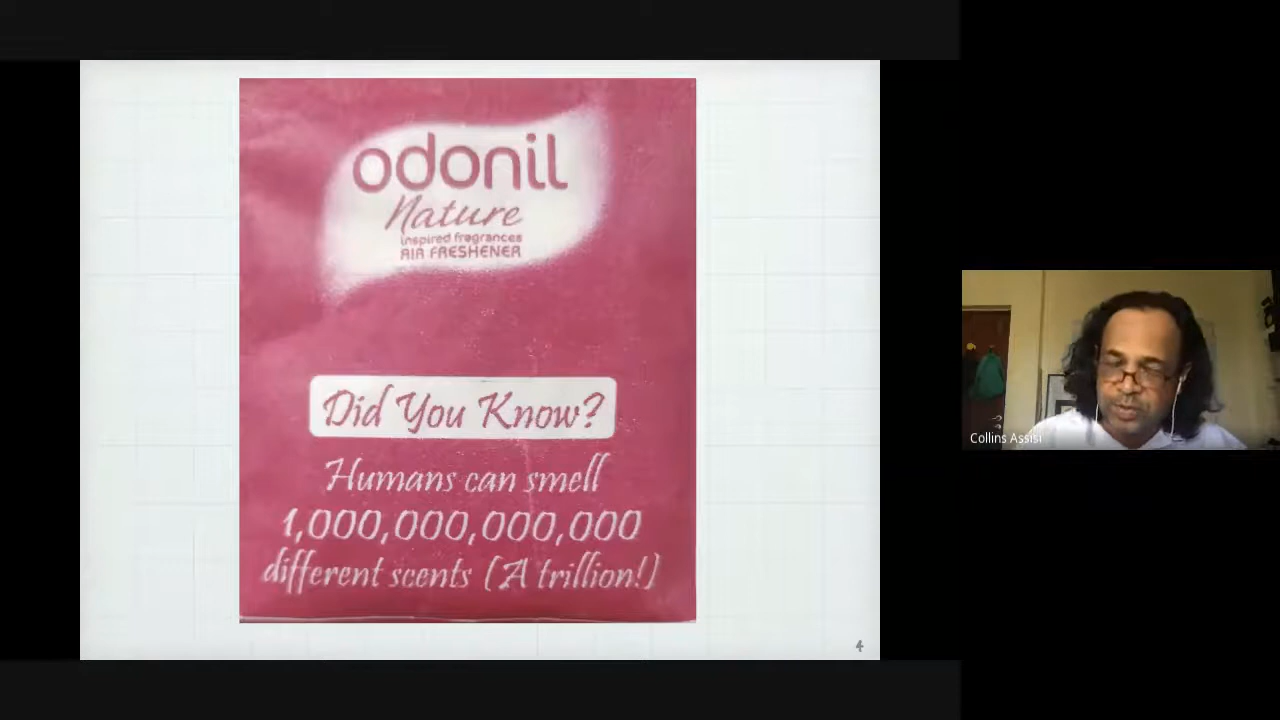 odonil
Nature
inspired fragrances
AIR FRESHENER
Did You Know?
Humans can smell
1,000,000,000,000
different scents (A trillion!)
4
Collins Assisi